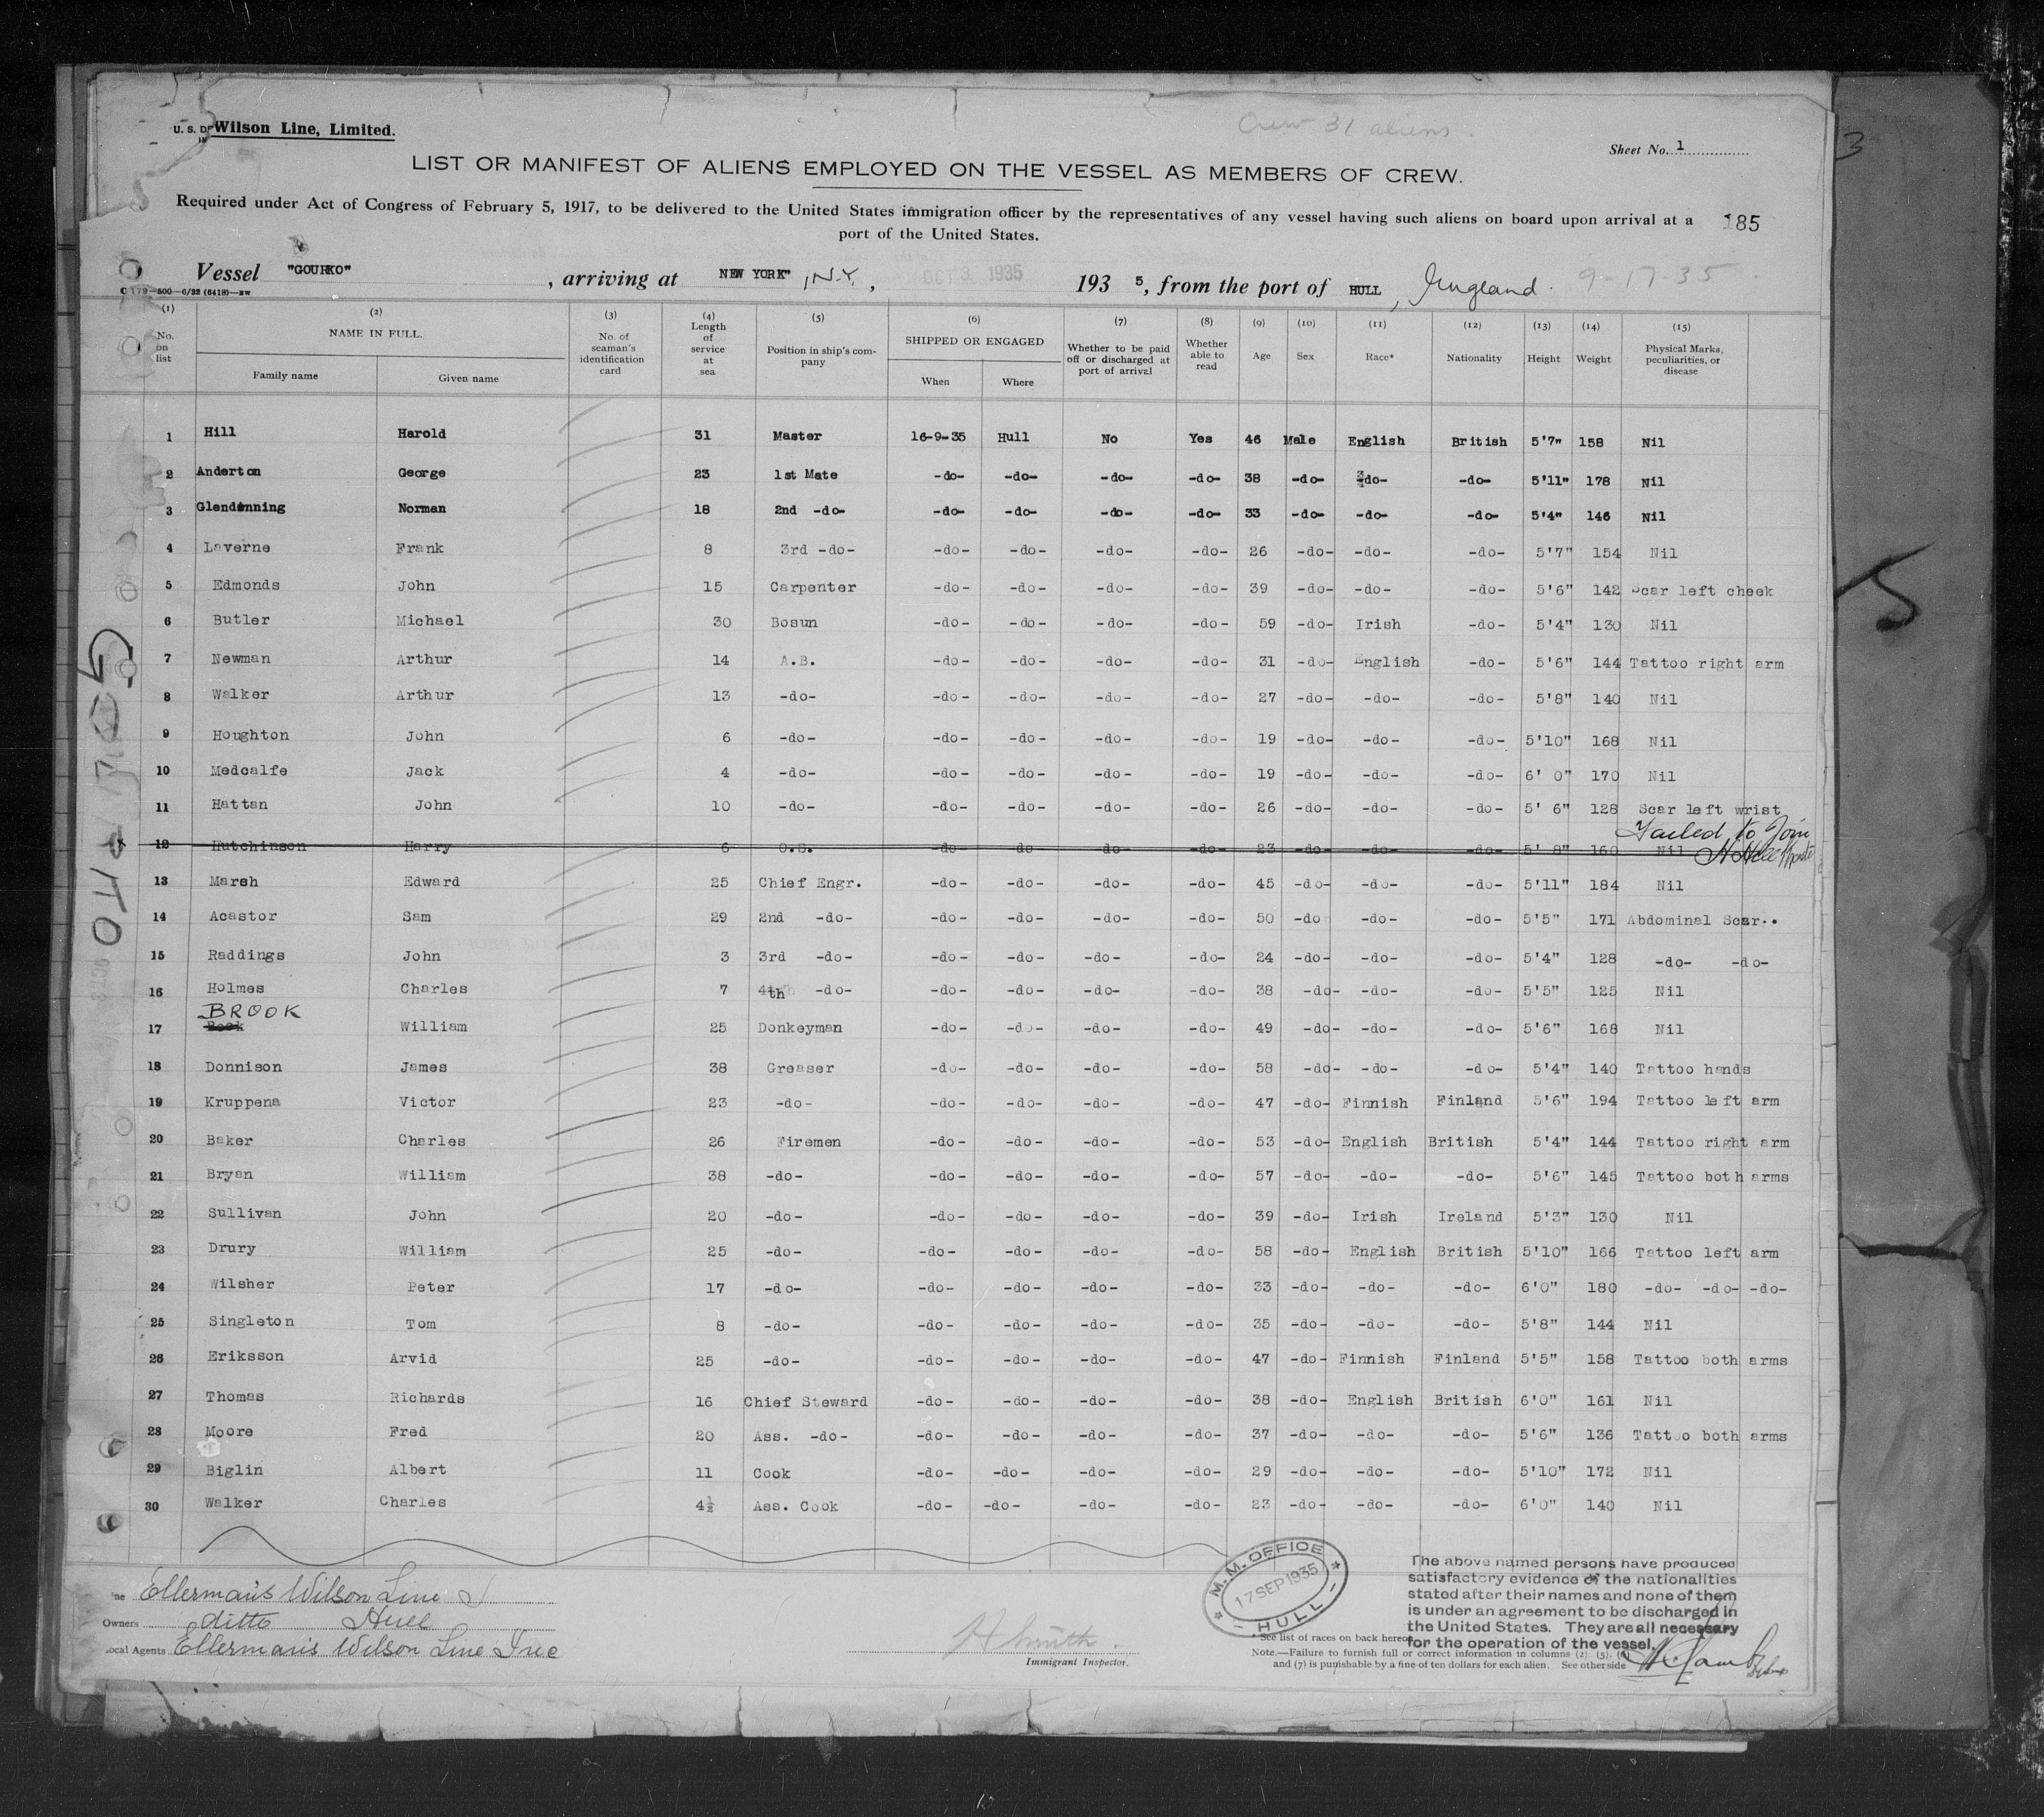 Crew 31 aliens
U. S. D Wilson Line, Limited.
Sheet No. 1
LIST OR MANIFEST OF ALIENS EMPLOYED ON THE VESSEL AS MEMBERS OF CREW.
Required under Act of Congress of February 5, 1917, to be delivered to the United States immigration officer by the representatives of any vessel having such aliens on board upon arrival at a
port of the United States.
185
Vessel "GOURKO", arriving at NEW YORK", N.Y., OCT 3 1935 193 5, from the port of HULL, England. 9-17-35
C 179—500—6/32 (6418)—RW
(1) No. on list
(2) NAME IN FULL. Family name Given name
(3) No. of seaman's identification card
(4) Length of service at sea
(5) Position in ship's company
(6) SHIPPED OR ENGAGED When Where
(7) Whether to be paid off or discharged at port of arrival
(8) Whether able to read
(9) Age
(10) Sex
(11) Race*
(12) Nationality
(13) Height
(14) Weight
(15) Physical Marks, peculiarities, or disease
1 Hill Harold 31 Master 16-9-35 Hull No Yes 46 Male English British 5'7" 158 Nil
2 Anderton George 23 1st Mate -do- -do- -do- -do- 38 -do- -do- -do- 5'11" 178 Nil
3 Glendenning Norman 18 2nd -do- -do- -do- -do- -do- 33 -do- -do- -do- 5'4" 146 Nil
4 Laverne Frank 8 3rd -do- -do- -do- -do- -do- 26 -do- -do- -do- 5'7" 154 Nil
5 Edmonds John 15 Carpenter -do- -do- -do- -do- 39 -do- -do- -do- 5'6" 142 Scar left cheek
6 Butler Michael 30 Bosun -do- -do- -do- -do- 59 -do- Irish -do- 5'4" 130 Nil
7 Newman Arthur 14 A.B. -do- -do- -do- -do- 31 -do- English -do- 5'6" 144 Tattoo right arm
8 Walker Arthur 13 -do- -do- -do- -do- -do- 27 -do- -do- -do- 5'8" 140 Nil
9 Houghton John 6 -do- -do- -do- -do- -do- 19 -do- -do- -do- 5'10" 168 Nil
10 Medcalfe Jack 4 -do- -do- -do- -do- -do- 19 -do- -do- -do- 6' 0" 170 Nil
11 Hattan John 10 -do- -do- -do- -do- -do- 26 -do- -do- -do- 5' 6" 128 Scar left wrist
Failed to Join
12 Hutchinson Harry 6 O.S. -do- -do- -do- -do- 23 -do- -do- -do- 5' 8" 160 Nil
13 Marsh Edward 25 Chief Engr. -do- -do- -do- -do- 45 -do- -do- -do- 5'11" 184 Nil
14 Acastor Sam 29 2nd -do- -do- -do- -do- -do- 50 -do -do- -do- 5'5" 171 Abdominal Scar..
15 Raddings John 3 3rd -do- -do- -do- -do- -do- 24 -do- -do- -do- 5'4" 128 -do- -do-
16 Holmes Charles 7 4th -do- -do- -do- -do- -do- 38 -do- -do- -do- 5'5" 125 Nil
BROOK
17 William 25 Donkeyman -do- -do- -do- -do- 49 -do- -do- -do- 5'6" 168 Nil
18 Donnison James 38 Greaser -do- -do- -do- -do- 58 -do- -do- -do- 5'4" 140 Tattoo hands
19 Kruppena Victor 23 -do- -do- -do- -do- -do- 47 -do- Finnish Finland 5'6" 194 Tattoo left arm
20 Baker Charles 26 Firemen -do- -do- -do- -do- 53 -do- English British 5'4" 144 Tattoo right arm
21 Bryan William 38 -do- -do- -do- -do- -do- 57 -do- -do- -do- 5'6" 145 Tattoo both arms
22 Sullivan John 20 -do- -do- -do- -do- -do- 39 -do- Irish Ireland 5'3" 130 Nil
23 Drury William 25 -do- -do- -do- -do- -do- 58 -do- English British 5'10" 166 Tattoo left arm
24 Wilsher Peter 17 -do- -do- -do- -do- -do- 33 -do- -do- -do- 6'0" 180 -do- -do- -do-
25 Singleton Tom 8 -do- -do- -do- -do- -do- 35 -do- -do- -do- 5'8" 144 Nil
26 Eriksson Arvid 25 -do- -do- -do- -do- -do- 47 -do- Finnish Finland 5'5" 158 Tattoo both arms
27 Thomas Richards 16 Chief Steward -do- -do- -do- -do- 38 -do- English British 6'0" 161 Nil
28 Moore Fred 20 Ass. -do- -do- -do- -do- -do- 37 -do- -do- -do- 5'6" 136 Tattoo both arms
29 Biglin Albert 11 Cook -do- -do- -do- -do- 29 -do- -do- -do- 5'10" 172 Nil
30 Walker Charles 4½ Ass. Cook -do- -do- -do- -do- 23 -do- -do- -do- 6'0" 140 Nil
Ellerman's Wilson Line
Owners ditto Hull
Local Agents Ellerman's Wilson Line Inc
H Smith
Immigrant Inspector.
M. M. OFFICE
17 SEP 1935
HULL
The above named persons have produced
satisfactory evidence of the nationalities
stated after their names and none of them
is under an agreement to be discharged in
the United States. They are all necessary
for the operation of the vessel.
See list of races on back hereof.
Note.—Failure to furnish full or correct information in columns (2), (5), (6)
and (7) is punishable by a fine of ten dollars for each alien. See other side